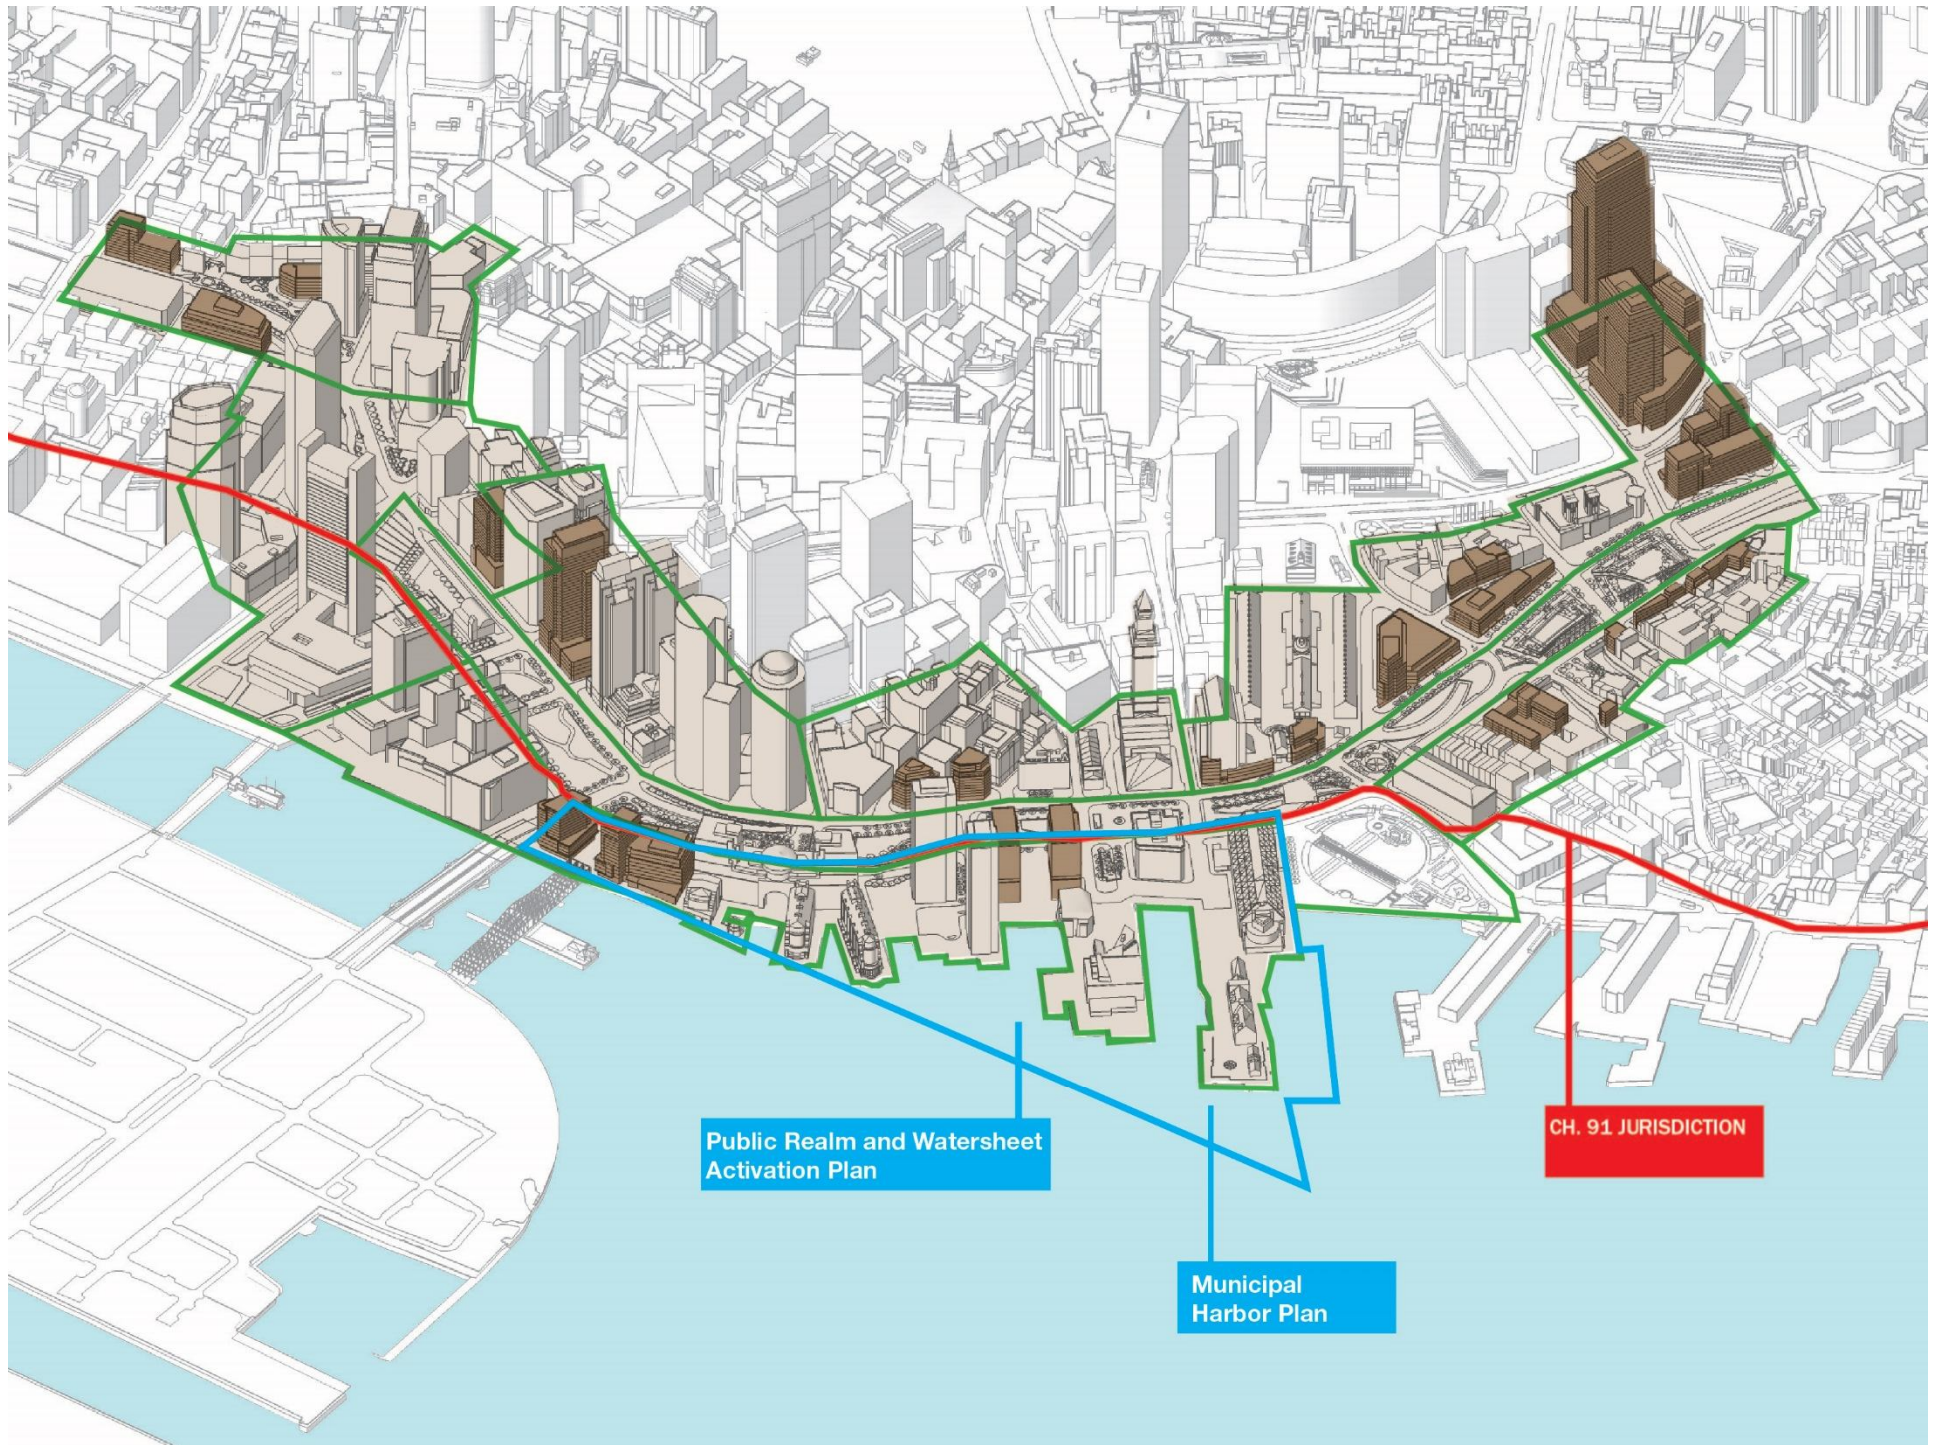 Public Realm and Watersheet
Activation Plan
CH. 91 JURISDICTION
Municipal
Harbor Plan